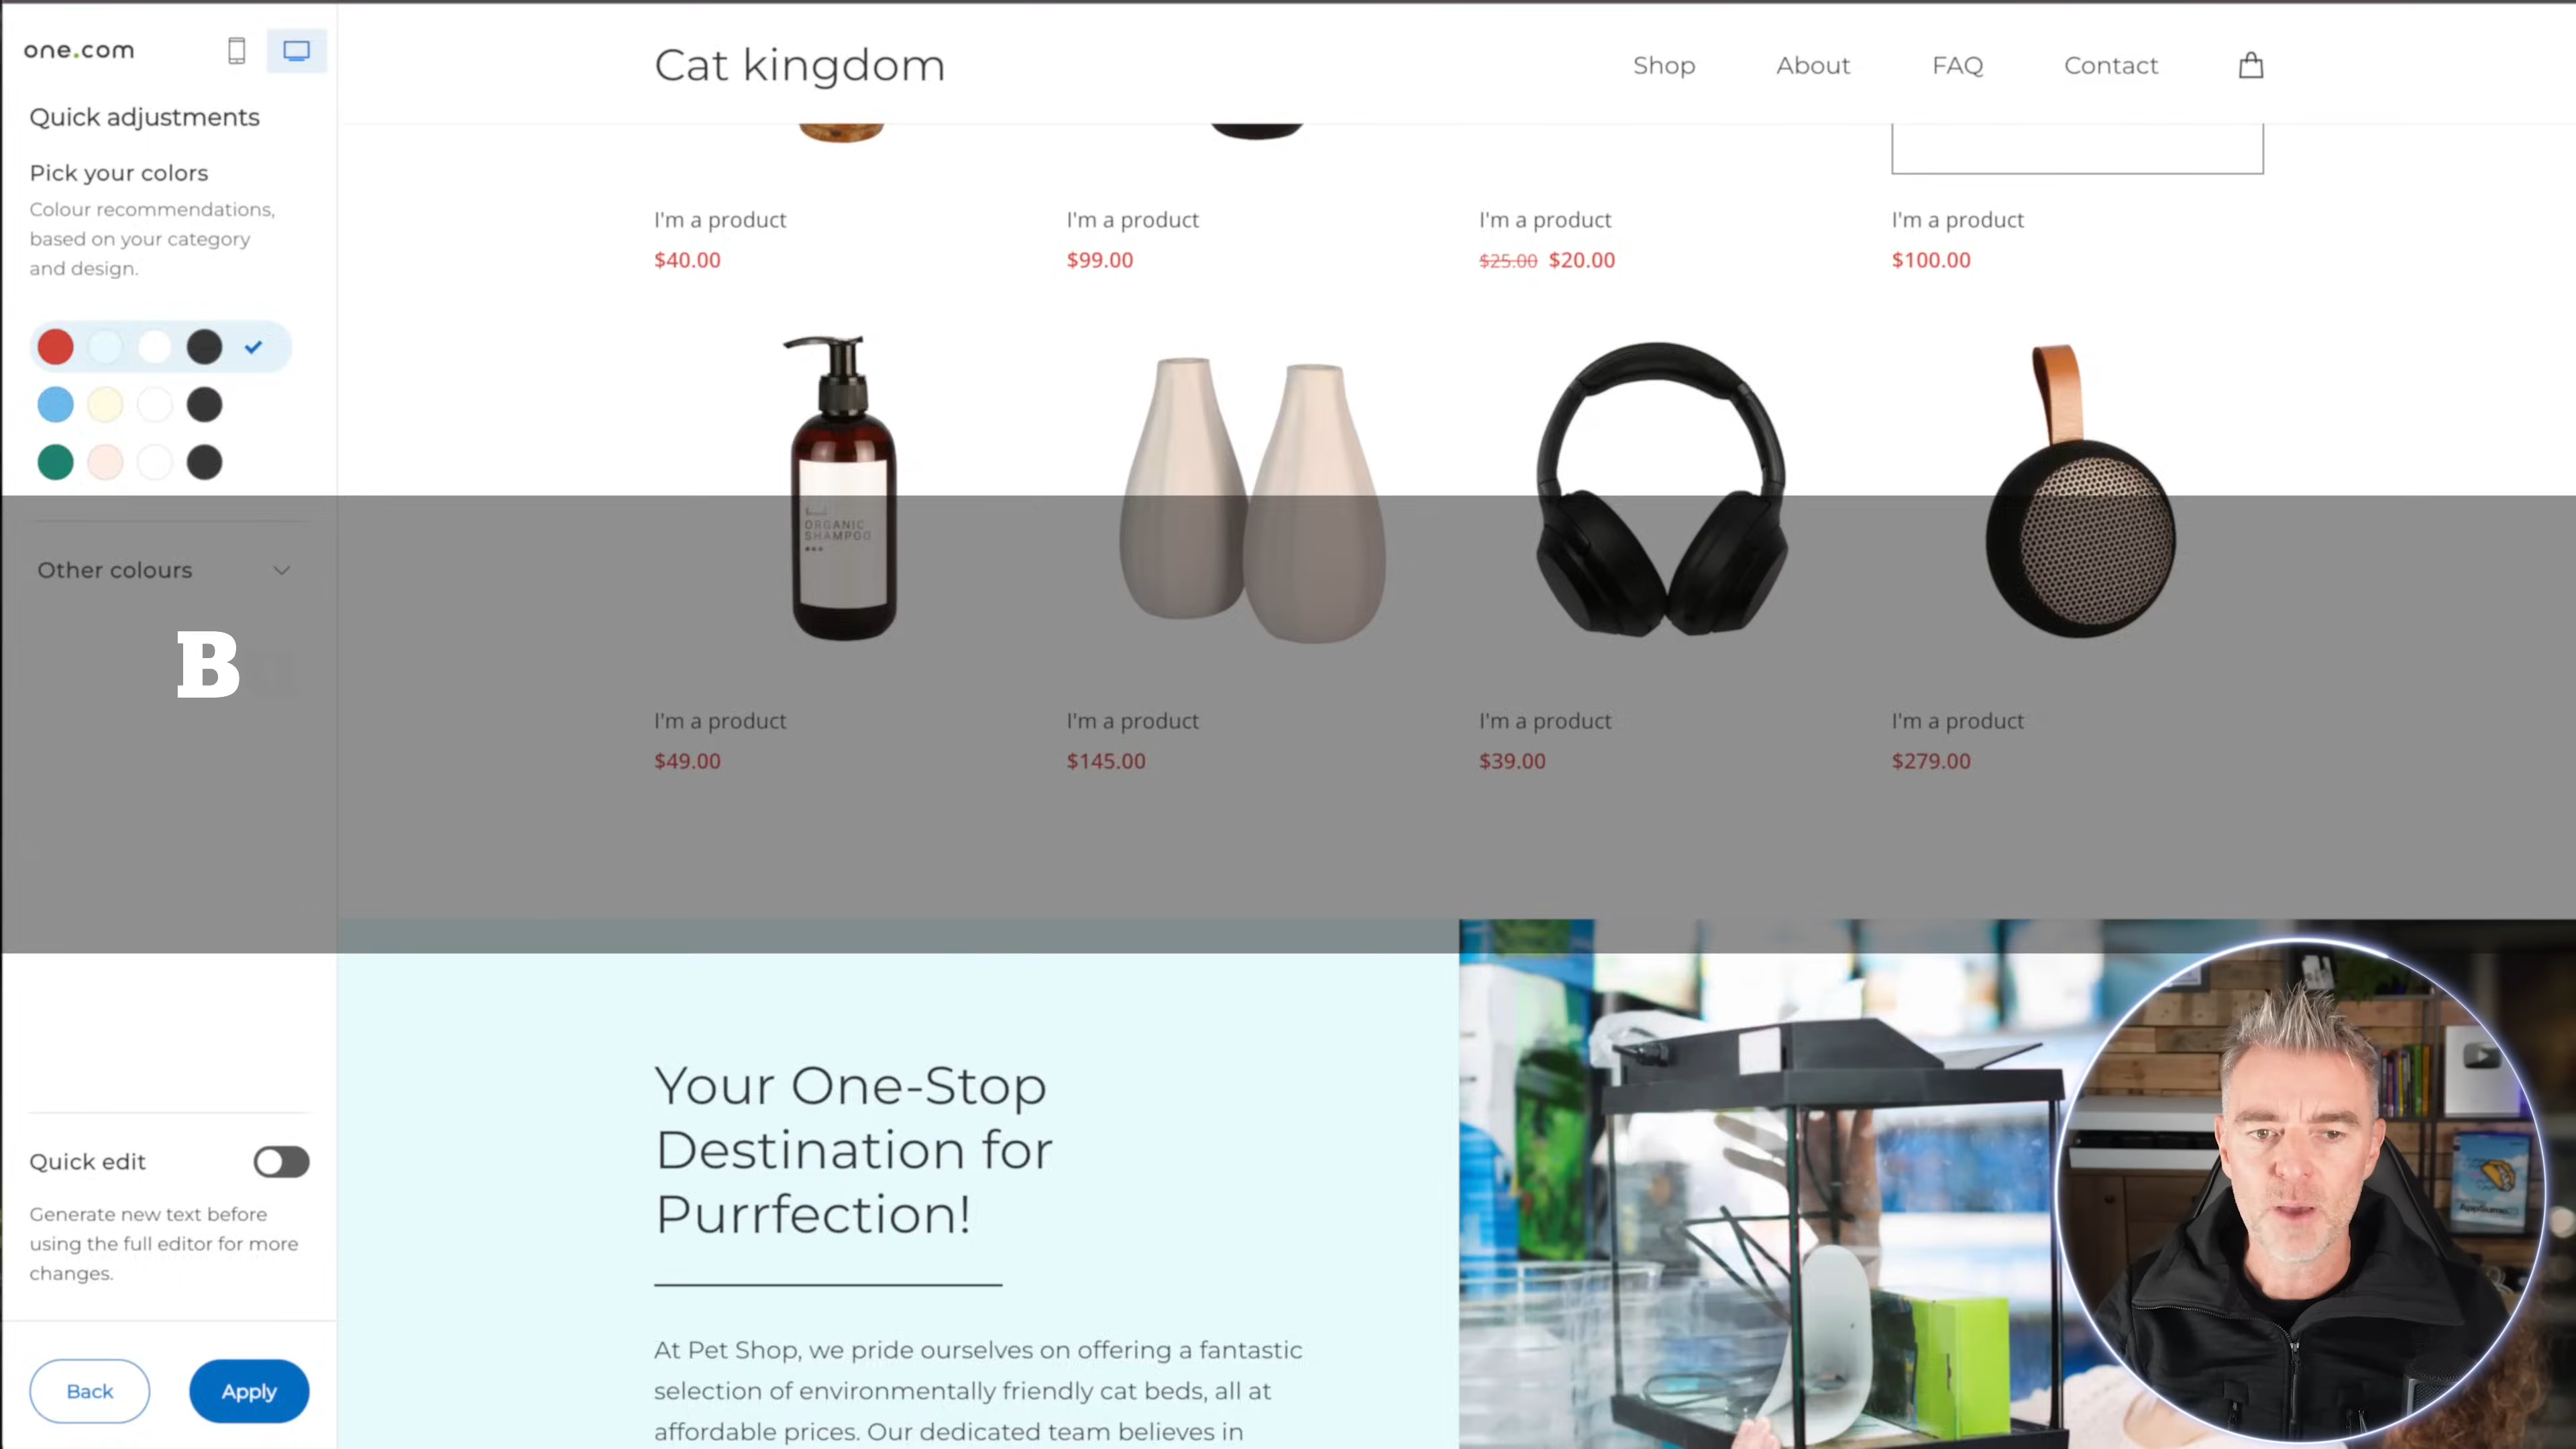 one.com
Quick adjustments
Pick your colors
Colour recommendations,
based on your category
and design.
Other colours
B
Quick edit
Generate new text before
using the full editor for more
changes.
Back
Apply
Cat kingdom
Shop
About
FAQ
Contact
I'm a product
$40.00
I'm a product
$99.00
I'm a product
$25.00 $20.00
I'm a product
$100.00
ORGANIC
SHAMPOO
I'm a product
$49.00
I'm a product
$145.00
I'm a product
$39.00
I'm a product
$279.00
Your One-Stop
Destination for
Purrfection!
At Pet Shop, we pride ourselves on offering a fantastic
selection of environmentally friendly cat beds, all at
affordable prices. Our dedicated team believes in
AppSumo